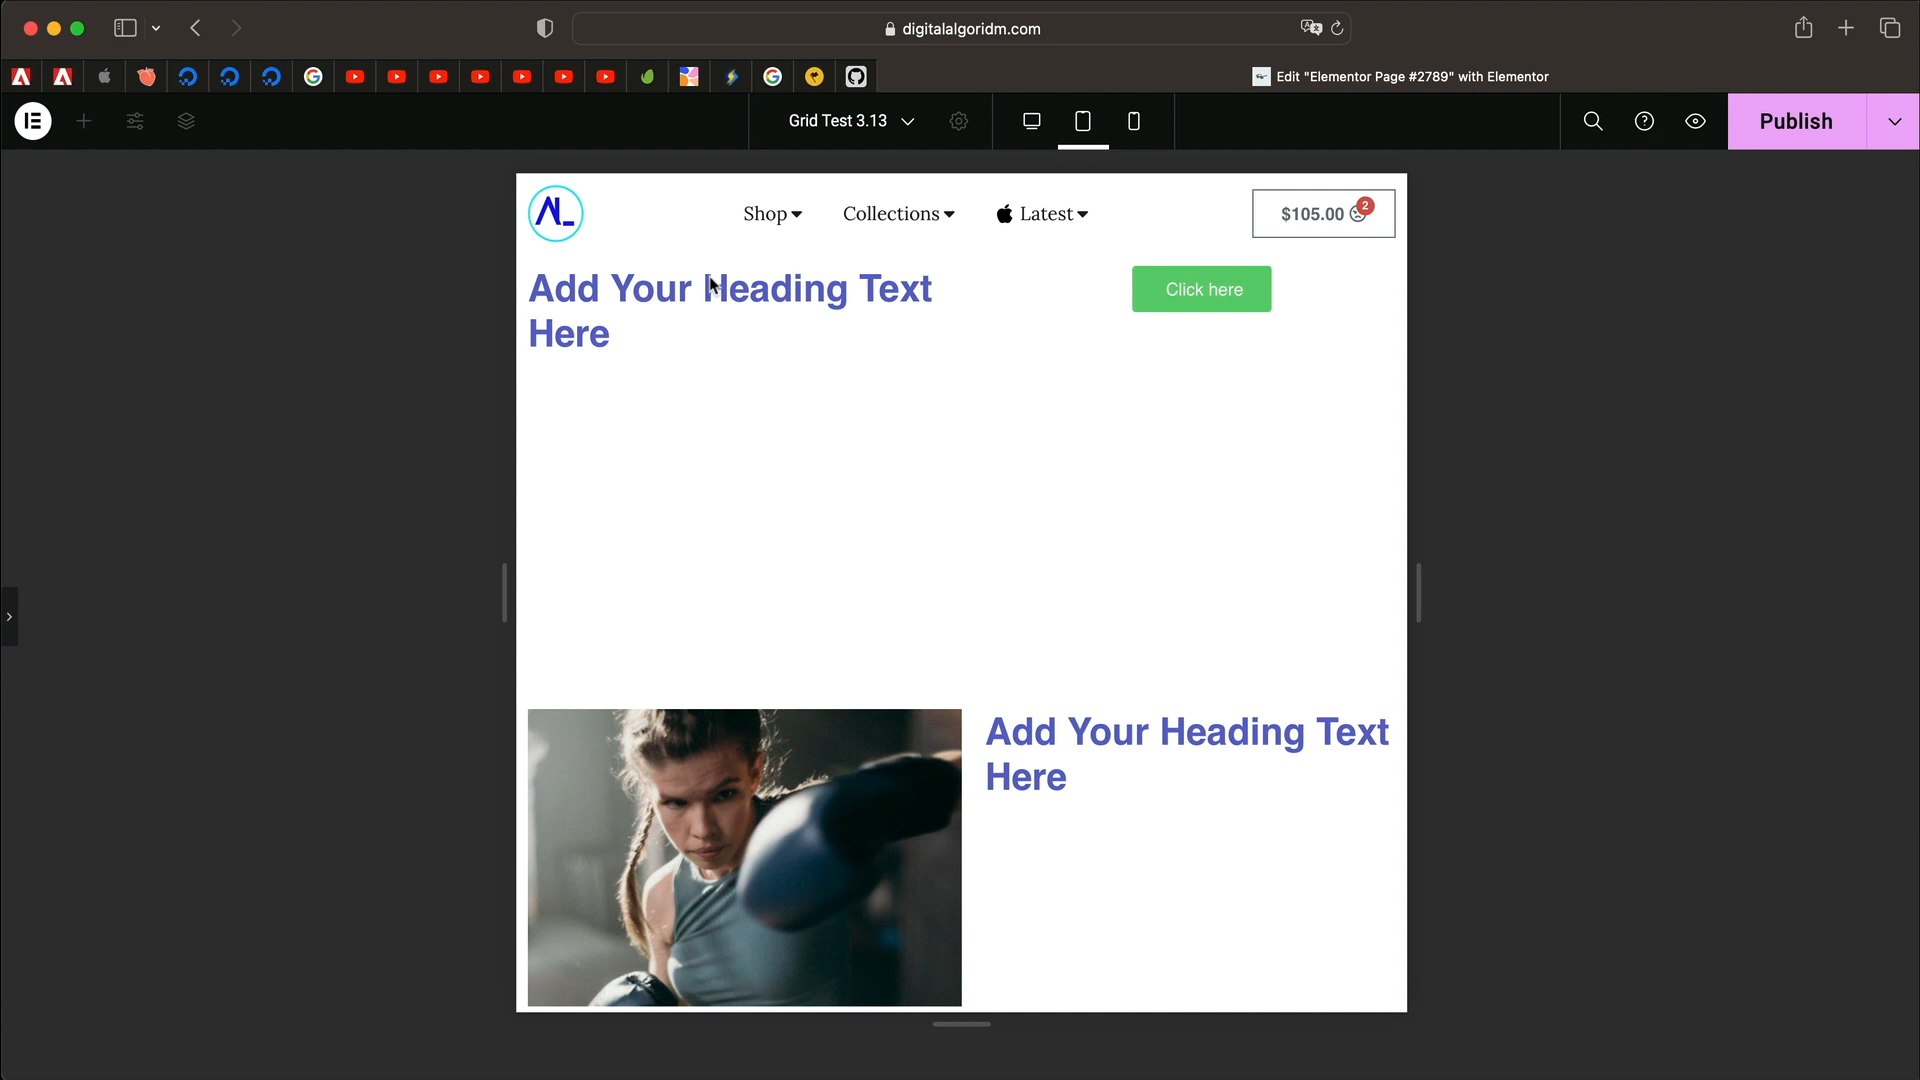 digitalalgoridm.com
Edit "Elementor Page #2789" with Elementor
Grid Test 3.13
Publish
AL_
Shop
Collections
Latest
$105.00
2
Add Your Heading Text
Here
Click here
Add Your Heading Text
Here